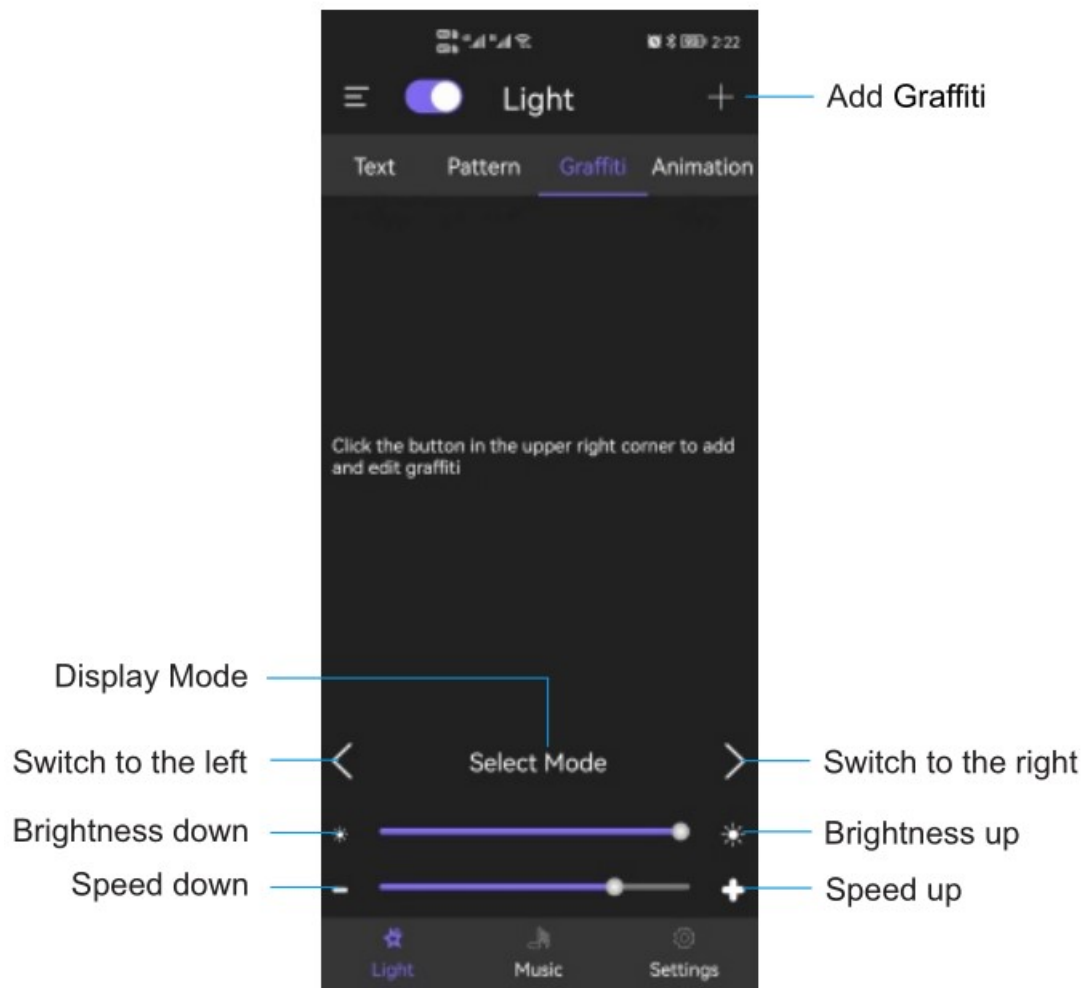 2:22
Light
Add Graffiti
Text Pattern Graffiti Animation
Click the button in the upper right corner to add
and edit graffiti
Display Mode
Switch to the left
Select Mode
Switch to the right
Brightness down
Brightness up
Speed down
Speed up
Light Music Settings